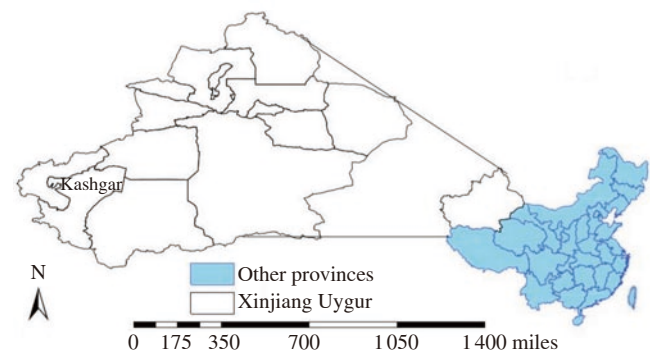 Kashgar
N
Other provinces
Xinjiang Uygur
0 175 350 700 1 050 1 400 miles